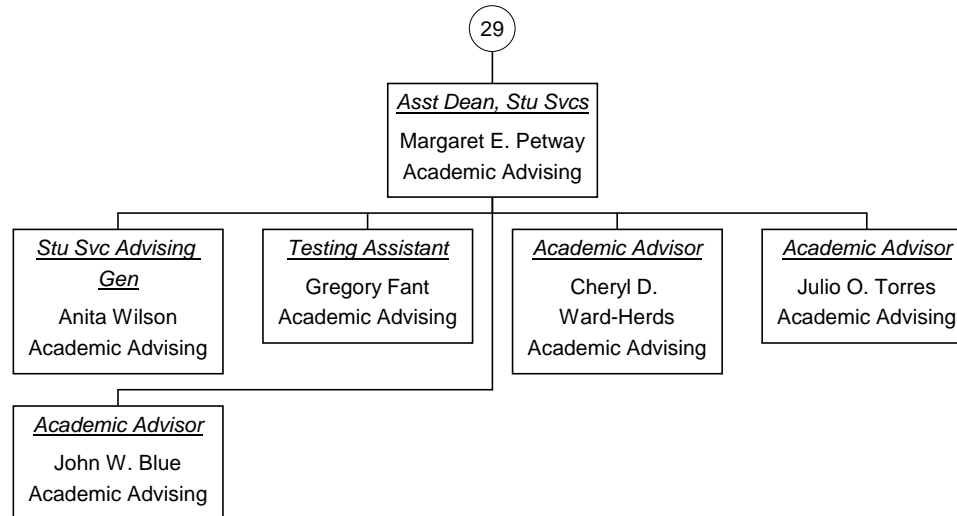 29
Asst Dean, Stu Svcs
Margaret E. Petway
Academic Advising
Stu Svc Advising
Gen
Anita Wilson
Academic Advising
Testing Assistant
Gregory Fant
Academic Advising
Academic Advisor
Cheryl D.
Ward-Herds
Academic Advising
Academic Advisor
Julio O. Torres
Academic Advising
Academic Advisor
John W. Blue
Academic Advising